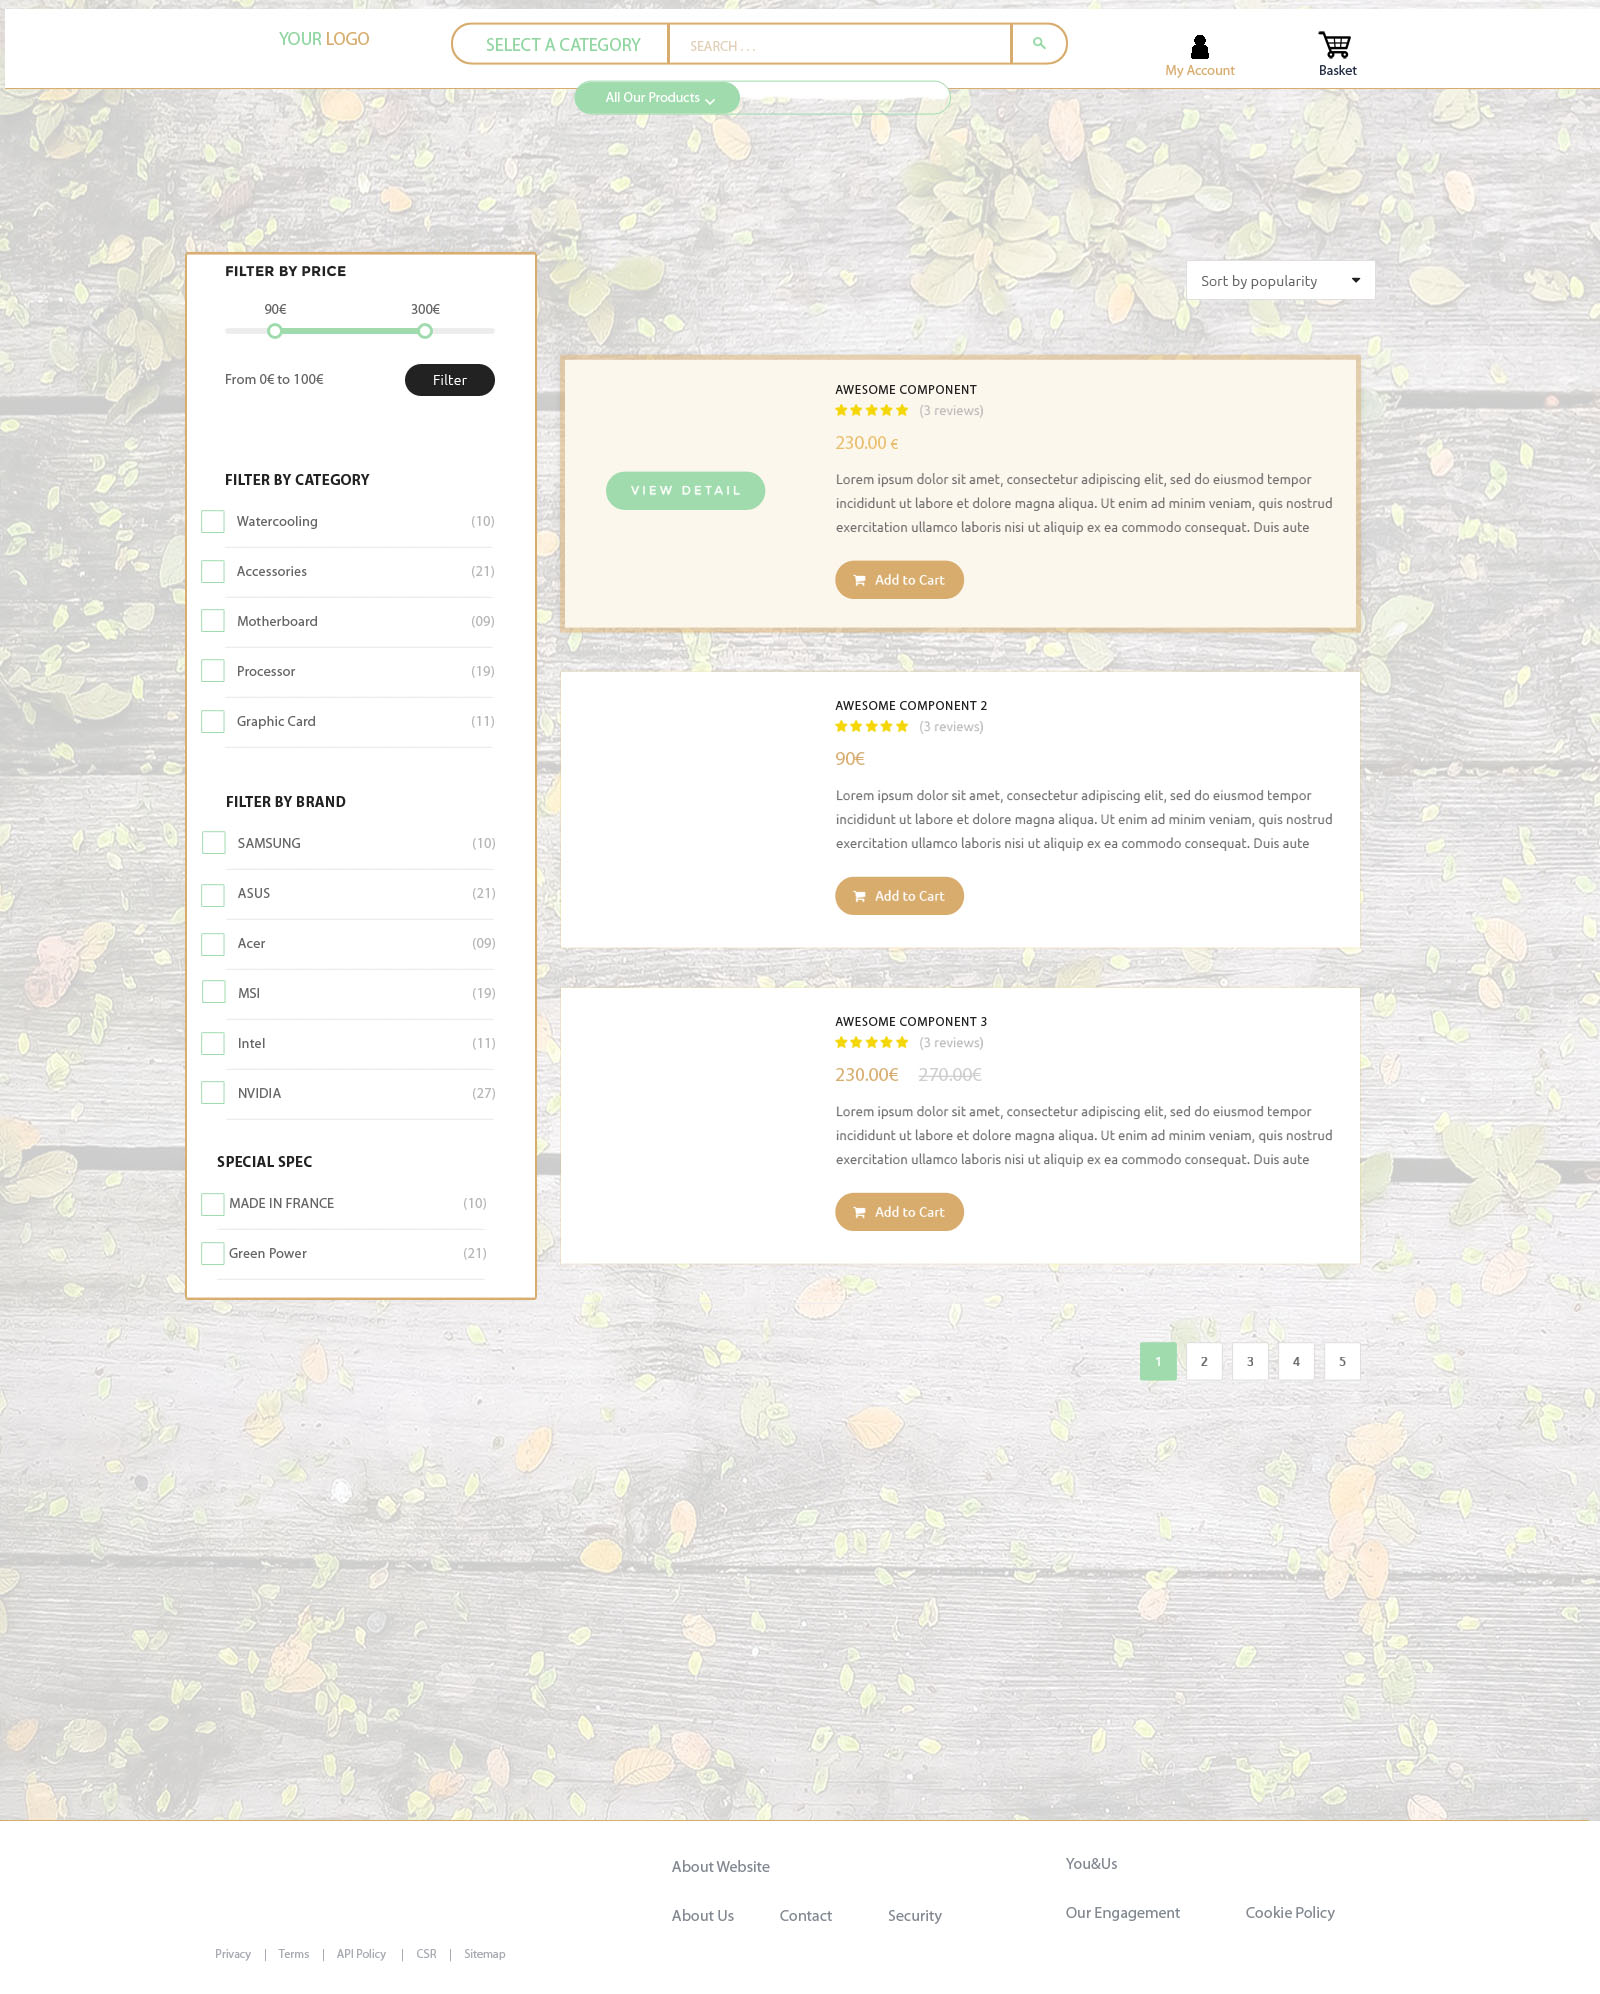 YOUR LOGO
SELECT A CATEGORY
SEARCH . . .
My Account
Basket
All Our Products
FILTER BY PRICE
90€ 300€
From 0€ to 100€
Filter
FILTER BY CATEGORY
Watercooling (10)
Accessories (21)
Motherboard (09)
Processor (19)
Graphic Card (11)
FILTER BY BRAND
SAMSUNG (10)
ASUS (21)
Acer (09)
MSI (19)
Intel (11)
NVIDIA (27)
SPECIAL SPEC
MADE IN FRANCE (10)
Green Power (21)
Sort by popularity
AWESOME COMPONENT
(3 reviews)
230.00 €
Lorem ipsum dolor sit amet, consectetur adipiscing elit, sed do eiusmod tempor
incididunt ut labore et dolore magna aliqua. Ut enim ad minim veniam, quis nostrud
exercitation ullamco laboris nisi ut aliquip ex ea commodo consequat. Duis aute
VIEW DETAIL
Add to Cart
AWESOME COMPONENT 2
(3 reviews)
90€
Lorem ipsum dolor sit amet, consectetur adipiscing elit, sed do eiusmod tempor
incididunt ut labore et dolore magna aliqua. Ut enim ad minim veniam, quis nostrud
exercitation ullamco laboris nisi ut aliquip ex ea commodo consequat. Duis aute
Add to Cart
AWESOME COMPONENT 3
(3 reviews)
230.00€ 270.00€
Lorem ipsum dolor sit amet, consectetur adipiscing elit, sed do eiusmod tempor
incididunt ut labore et dolore magna aliqua. Ut enim ad minim veniam, quis nostrud
exercitation ullamco laboris nisi ut aliquip ex ea commodo consequat. Duis aute
Add to Cart
1 2 3 4 5
About Website
About Us Contact Security
You&Us
Our Engagement Cookie Policy
Privacy | Terms | API Policy | CSR | Sitemap